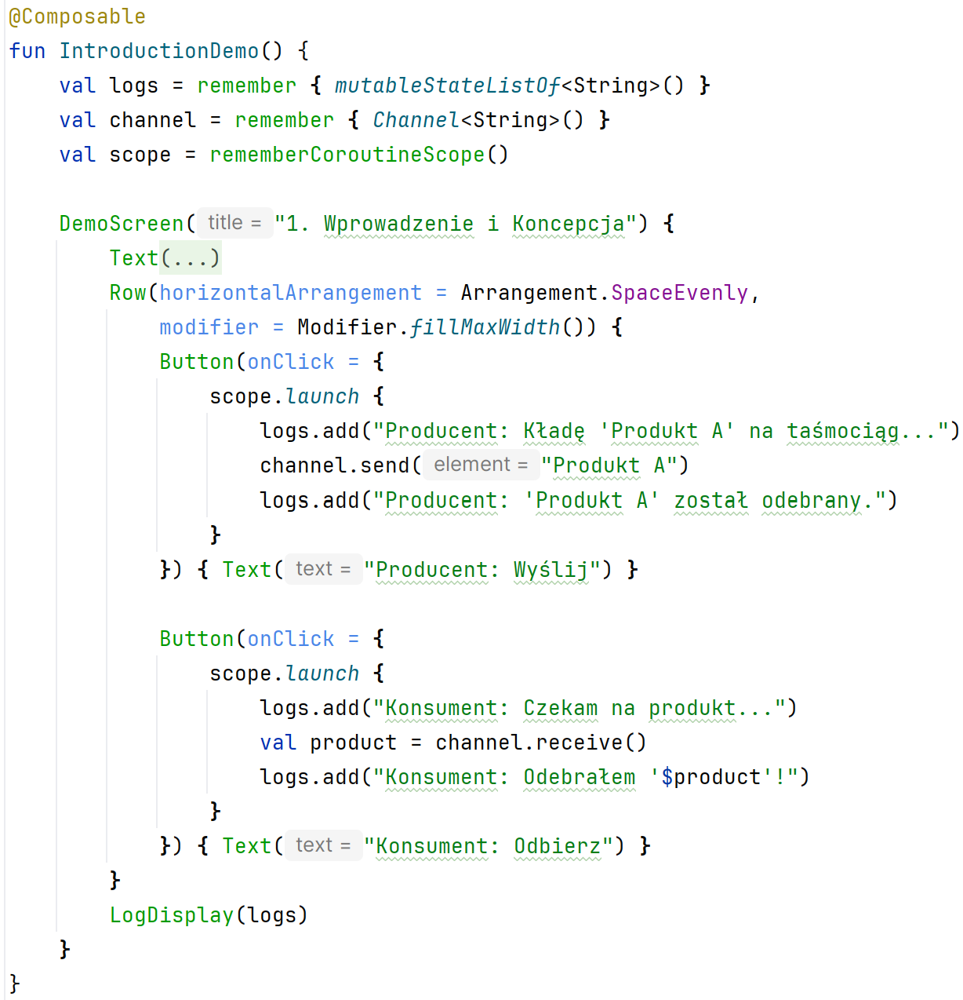 @Composable
fun IntroductionDemo() {
    val logs = remember { mutableStateListOf<String>() }
    val channel = remember { Channel<String>() }
    val scope = rememberCoroutineScope()

    DemoScreen( title = "1. Wprowadzenie i Koncepcja") {
        Text(...)
        Row(horizontalArrangement = Arrangement.SpaceEvenly,
            modifier = Modifier.fillMaxWidth()) {
            Button(onClick = {
                scope.launch {
                    logs.add("Producent: Kładę 'Produkt A' na taśmociąg...")
                    channel.send( element = "Produkt A")
                    logs.add("Producent: 'Produkt A' został odebrany.")
                }
            }) { Text( text = "Producent: Wyślij") }

            Button(onClick = {
                scope.launch {
                    logs.add("Konsument: Czekam na produkt...")
                    val product = channel.receive()
                    logs.add("Konsument: Odebrałem '$product'!")
                }
            }) { Text( text = "Konsument: Odbierz") }
        }
        LogDisplay(logs)
    }
}